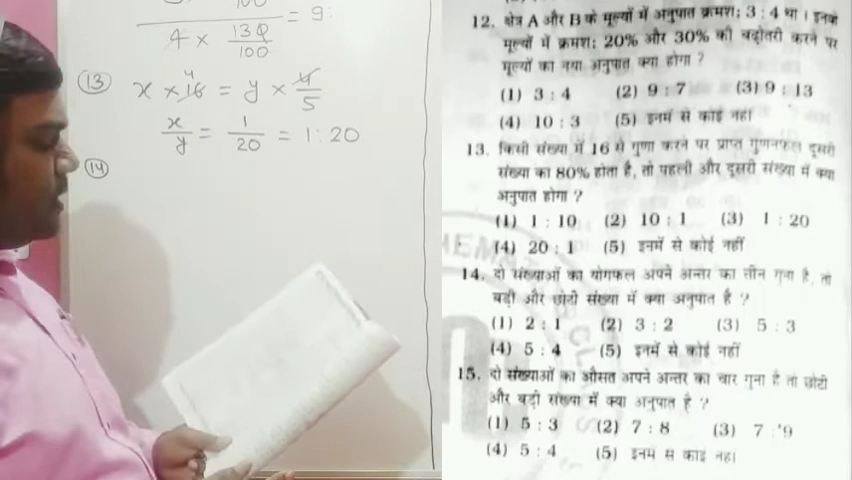 100
4 × 130/100 = 9:
13 x × 16 4 = y × 4/5
x/y = 1/20 = 1:20
14
12. क्षेत्र A और B के मूल्यों में अनुपात क्रमश: 3 : 4 था। इनके
मूल्यों में क्रमश: 20% और 30% की बढ़ोतरी करने पर
मूल्यों का नया अनुपात क्या होगा ?
(1) 3 : 4 (2) 9 : 7 (3) 9 : 13
(4) 10 : 3 (5) इनमें से कोई नहीं
13. किसी संख्या में 16 से गुणा करने पर प्राप्त गुणनफल दूसरी
संख्या का 80% होता है, तो पहली और दूसरी संख्या में क्या
अनुपात होगा ?
(1) 1 : 10 (2) 10 : 1 (3) 1 : 20
(4) 20 : 1 (5) इनमें से कोई नहीं
14. दो संख्याओं का योगफल अपने अन्तर का तीन गुना है, तो
बड़ी और छोटी संख्या में क्या अनुपात है ?
(1) 2 : 1 (2) 3 : 2 (3) 5 : 3
(4) 5 : 4 (5) इनमें से कोई नहीं
15. दो संख्याओं का औसत अपने अन्तर का चार गुना है तो छोटी
और बड़ी संख्या में क्या अनुपात है ?
(1) 5 : 3 (2) 7 : 8 (3) 7 : 9
(4) 5 : 4 (5) इनमें से कोई नहीं